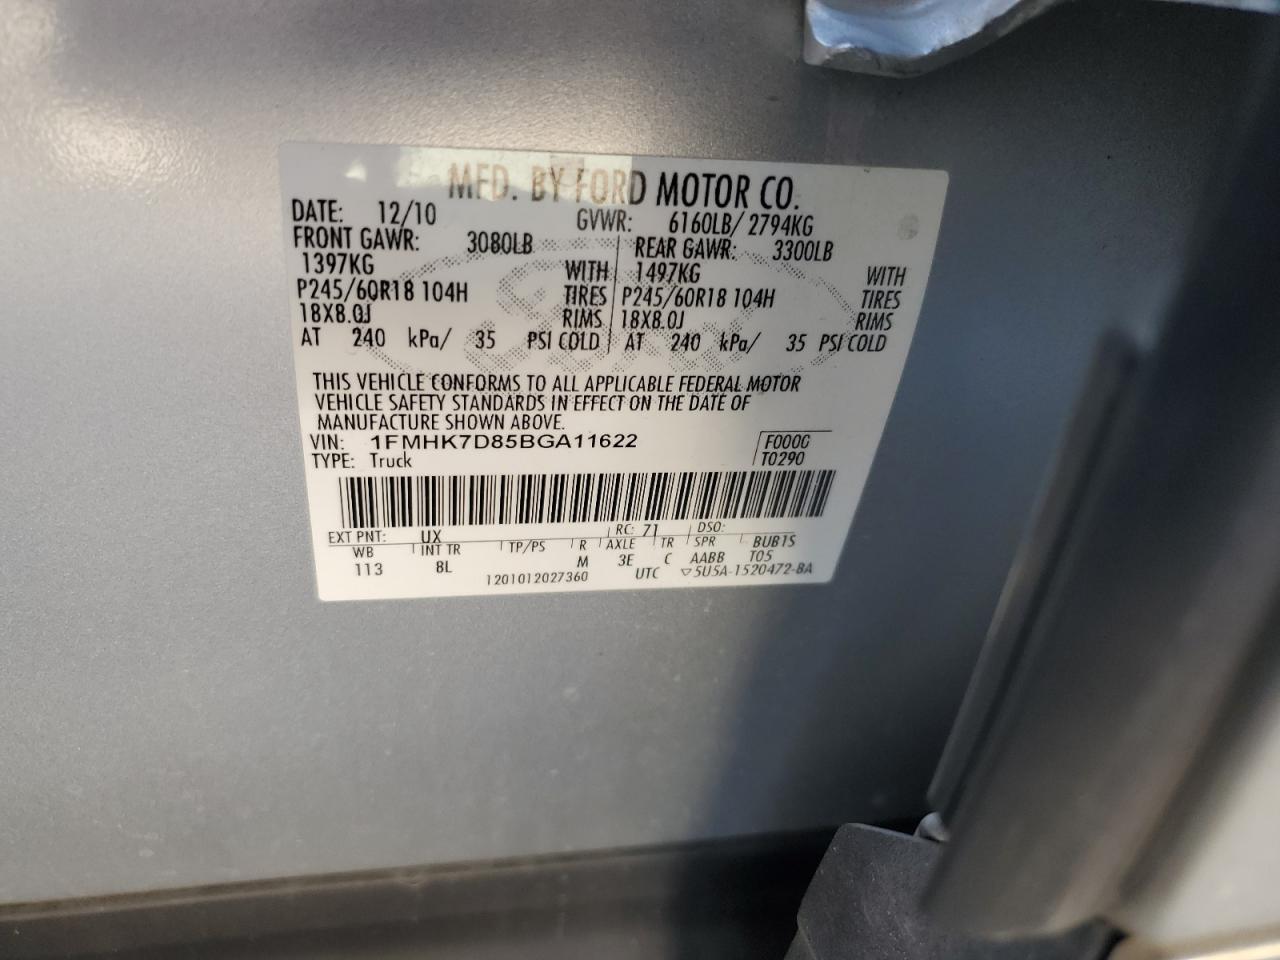 MFD. BY FORD MOTOR CO.
DATE: 12/10 GVWR: 6160LB/ 2794KG
FRONT GAWR: 3080LB REAR GAWR: 3300LB
1397KG WITH 1497KG WITH
P245/60R18 104H TIRES P245/60R18 104H TIRES
18X8.0J RIMS 18X8.0J RIMS
AT 240 kPa/ 35 PSI COLD AT 240 kPa/ 35 PSI COLD
THIS VEHICLE CONFORMS TO ALL APPLICABLE FEDERAL MOTOR
VEHICLE SAFETY STANDARDS IN EFFECT ON THE DATE OF
MANUFACTURE SHOWN ABOVE.
VIN: 1FMHK7D85BGA11622 F000G
TYPE: Truck T0290
EXT PNT: UX RC: 71 DSO:
WB INT TR TP/PS R AXLE TR SPR BUB1S
113 8L M 3E C AABB T05
1201012027360 UTC ▽5U5A-1520472-BA